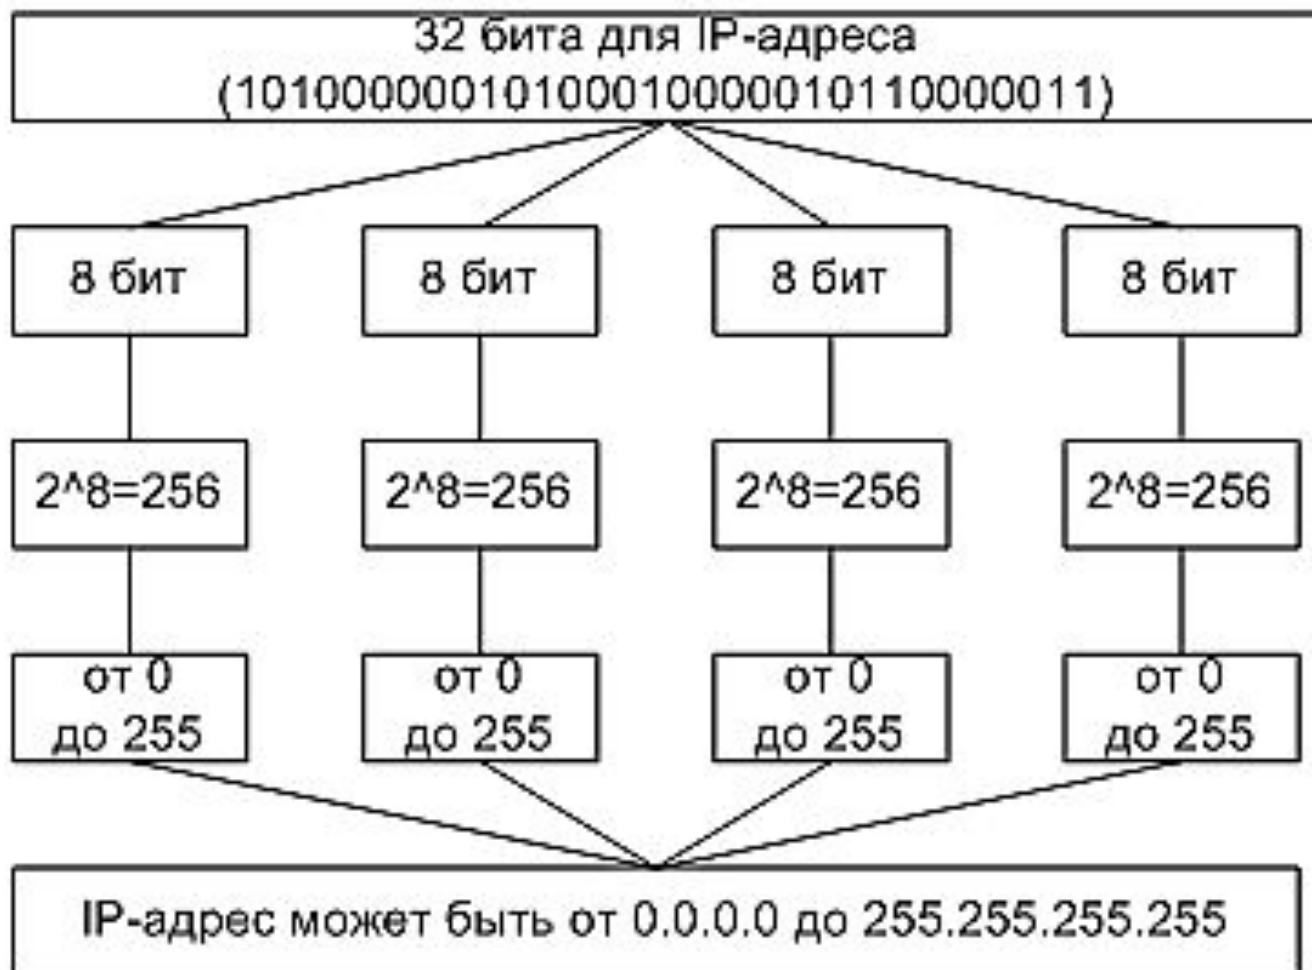 32 бита для IP-адреса
(10100000010100010000010110000011)
8 бит 8 бит 8 бит 8 бит
2^8=256 2^8=256 2^8=256 2^8=256
от 0 от 0 от 0 от 0
до 255 до 255 до 255 до 255
IP-адрес может быть от 0.0.0.0 до 255.255.255.255